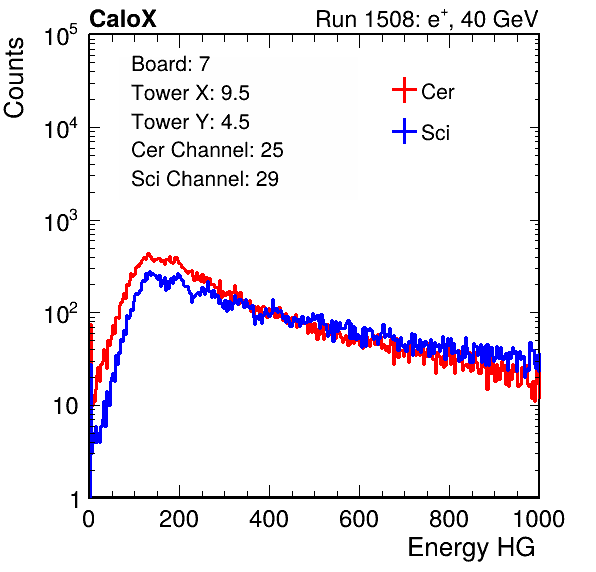 CaloX Run 1508: e⁺, 40 GeV
Counts
Board: 7
Tower X: 9.5
Tower Y: 4.5
Cer Channel: 25
Sci Channel: 29
Cer
Sci
10⁵
10⁴
10³
10²
10
1
0 200 400 600 800 1000
Energy HG